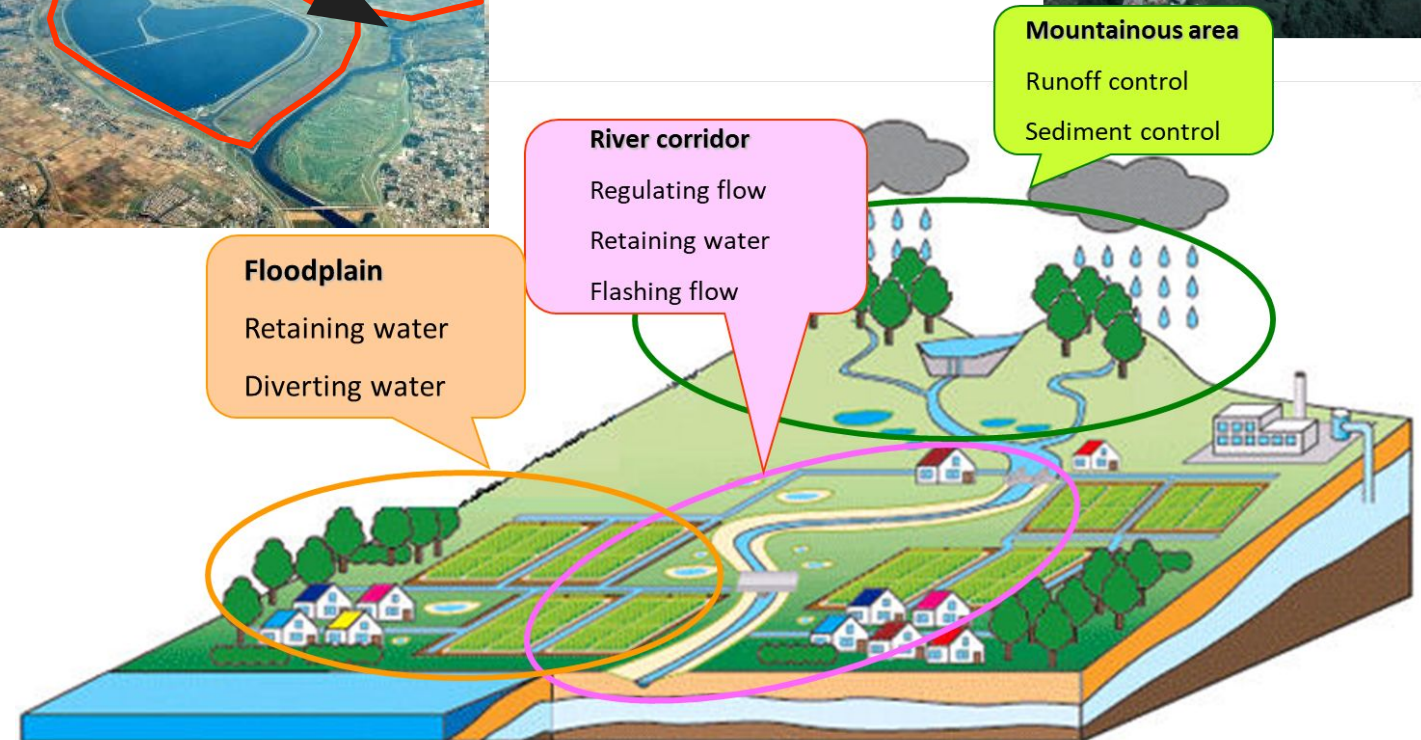 Mountainous area
Runoff control
Sediment control
River corridor
Regulating flow
Retaining water
Flashing flow
Floodplain
Retaining water
Diverting water